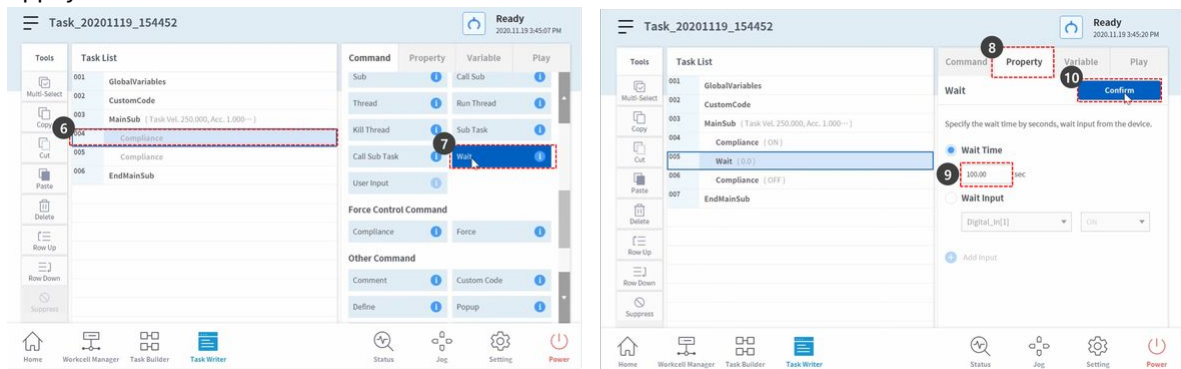 Task_20201119_154452
Ready
2020.11.19 3:45:07 PM
Tools
Task List
Command Property Variable Play
Multi-Select
Copy
Cut
Paste
Delete
Row Up
Row Down
Suppress
001 GlobalVariables
002 CustomCode
003 MainSub (Task Vel. 250.000, Acc. 1.000···)
6
004 Compliance
005 Compliance
006 EndMainSub
Sub Call Sub
Thread Run Thread
Kill Thread Sub Task
7
Call Sub Task Wait
User Input
Force Control Command
Compliance Force
Other Command
Comment Custom Code
Define Popup
Home Workcell Manager Task Builder Task Writer Status Jog Setting Power
Task_20201119_154452
Ready
2020.11.19 3:45:20 PM
8
Tools
Task List
Command Property Variable Play
Multi-Select
Copy
Cut
Paste
Delete
Row Up
Row Down
Suppress
001 GlobalVariables
002 CustomCode
003 MainSub (Task Vel. 250.000, Acc. 1.000···)
004 Compliance (ON)
005 Wait (0.0)
006 Compliance (OFF)
007 EndMainSub
10
Wait Confirm
Specify the wait time by seconds, wait input from the device.
Wait Time
9 100.00 sec
Wait Input
Digital_In[1] ON
Add Input
Home Workcell Manager Task Builder Task Writer Status Jog Setting Power